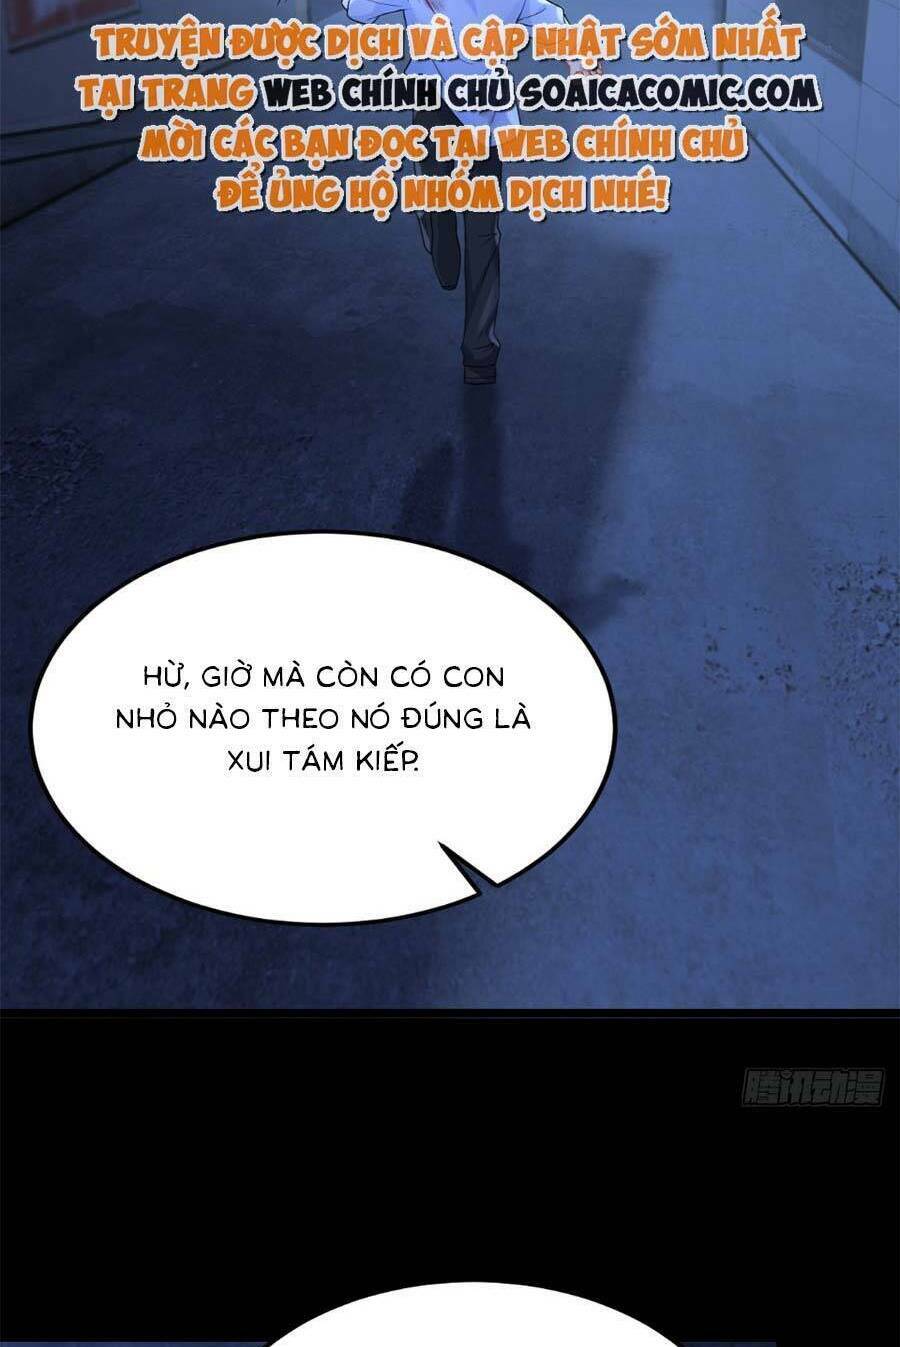 TRUYỆN ĐƯỢC DỊCH VÀ CẬP NHẬT SỚM NHẤT
TẠI TRANG WEB CHÍNH CHỦ SOAICACOMIC.COM
MỜI CÁC BẠN ĐỌC TẠI WEB CHÍNH CHỦ
ĐỂ ỦNG HỘ NHÓM DỊCH NHÉ!
HỪ, GIỜ MÀ CÒN CÓ CON
NHỎ NÀO THEO NÓ ĐÚNG LÀ
XUI TÁM KIẾP.
腾讯动漫